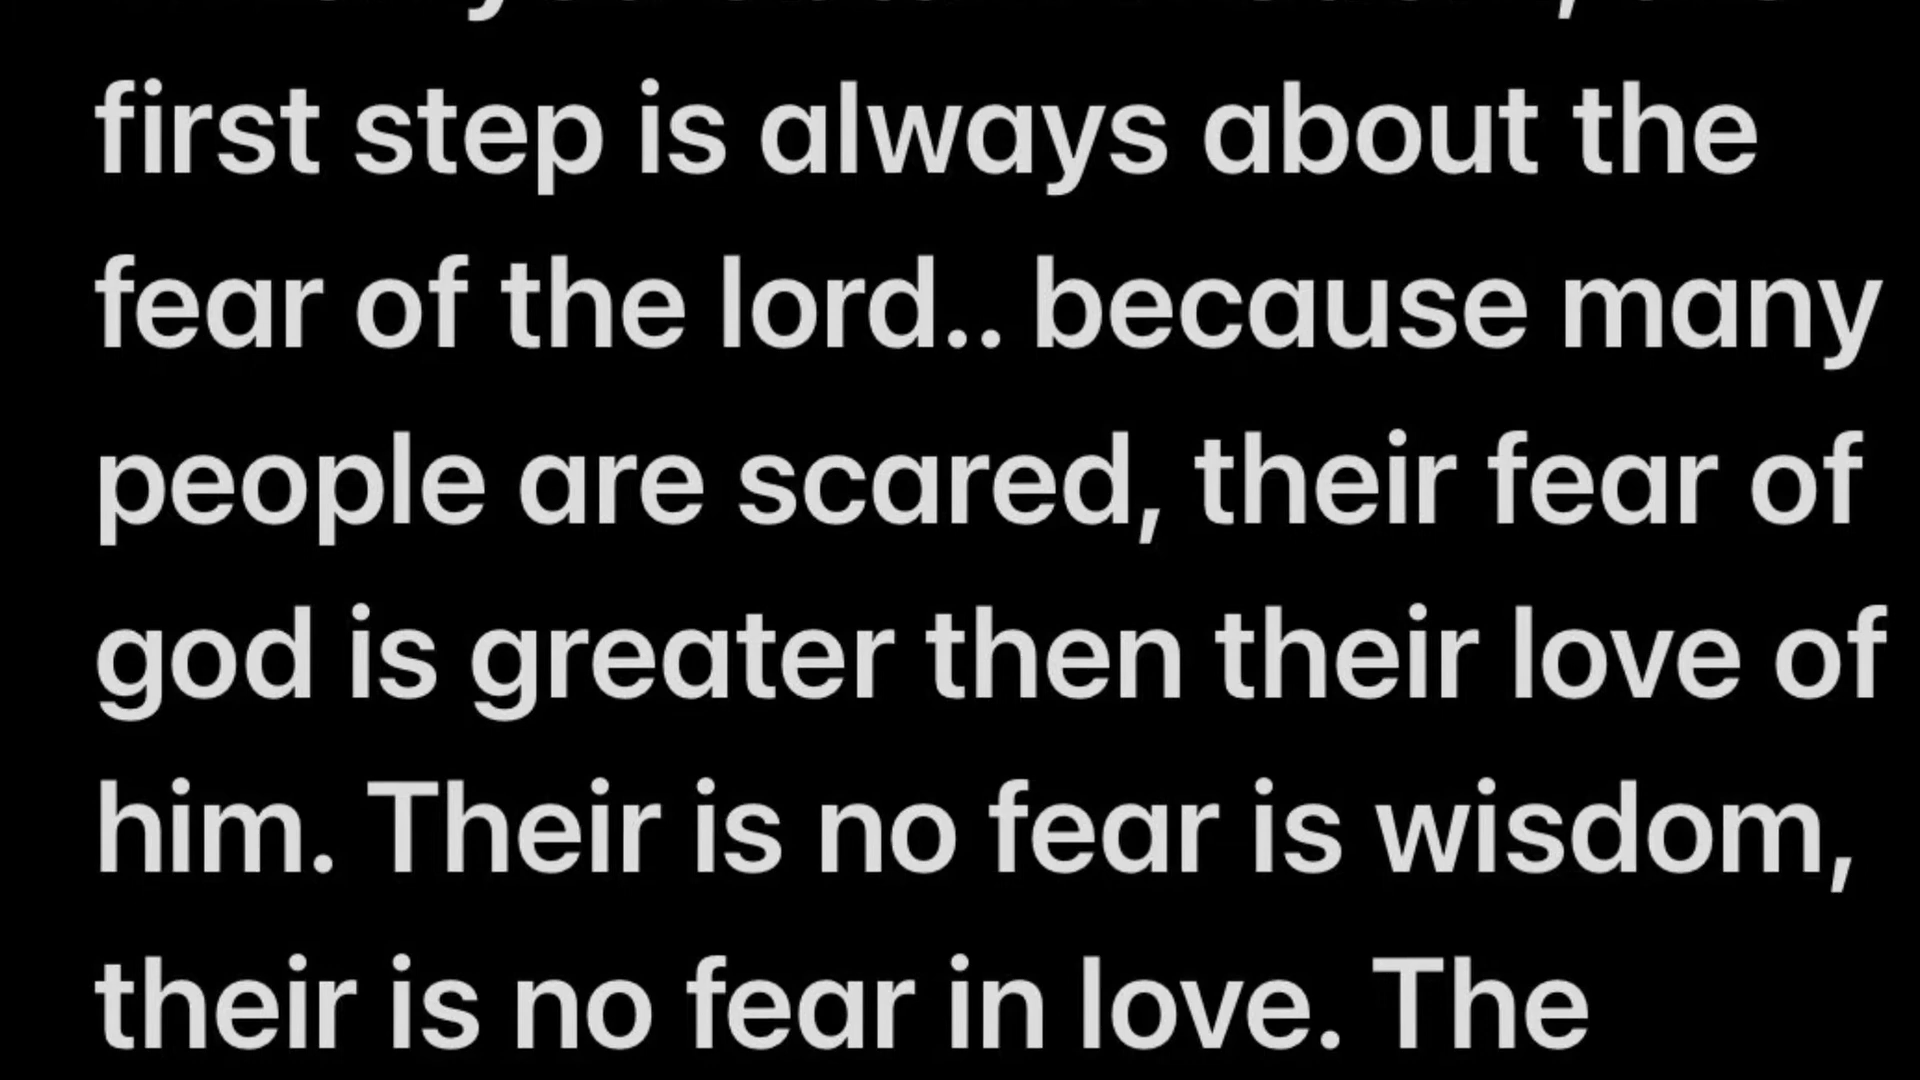 first step is always about the
fear of the lord.. because many
people are scared, their fear of
god is greater then their love of
him. Their is no fear is wisdom,
their is no fear in love. The